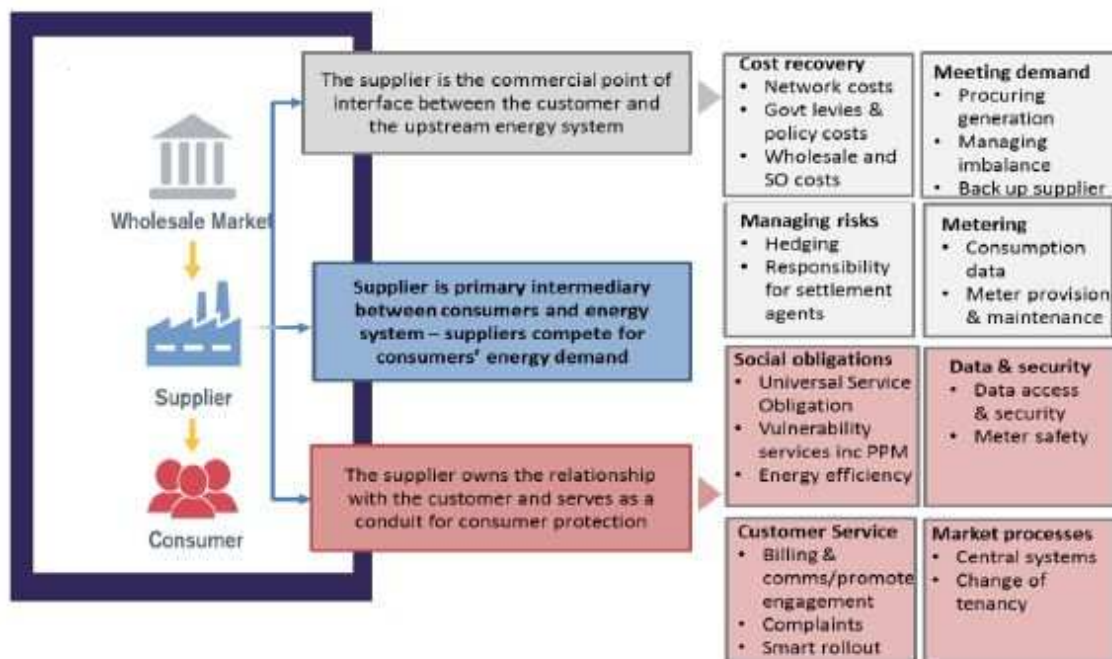 Wholesale Market
Supplier
Consumer
The supplier is the commercial point of
interface between the customer and
the upstream energy system
Supplier is primary intermediary
between consumers and energy
system – suppliers compete for
consumers' energy demand
The supplier owns the relationship
with the customer and serves as a
conduit for consumer protection
Cost recovery
• Network costs
• Govt levies &
policy costs
• Wholesale and
SO costs
Meeting demand
• Procuring
generation
• Managing
imbalance
• Back up supplier
Managing risks
• Hedging
• Responsibility
for settlement
agents
Metering
• Consumption
data
• Meter provision
& maintenance
Social obligations
• Universal Service
Obligation
• Vulnerability
services inc PPM
• Energy efficiency
Data & security
• Data access
& security
• Meter safety
Customer Service
• Billing &
comms/promote
engagement
• Complaints
• Smart rollout
Market processes
• Central systems
• Change of
tenancy